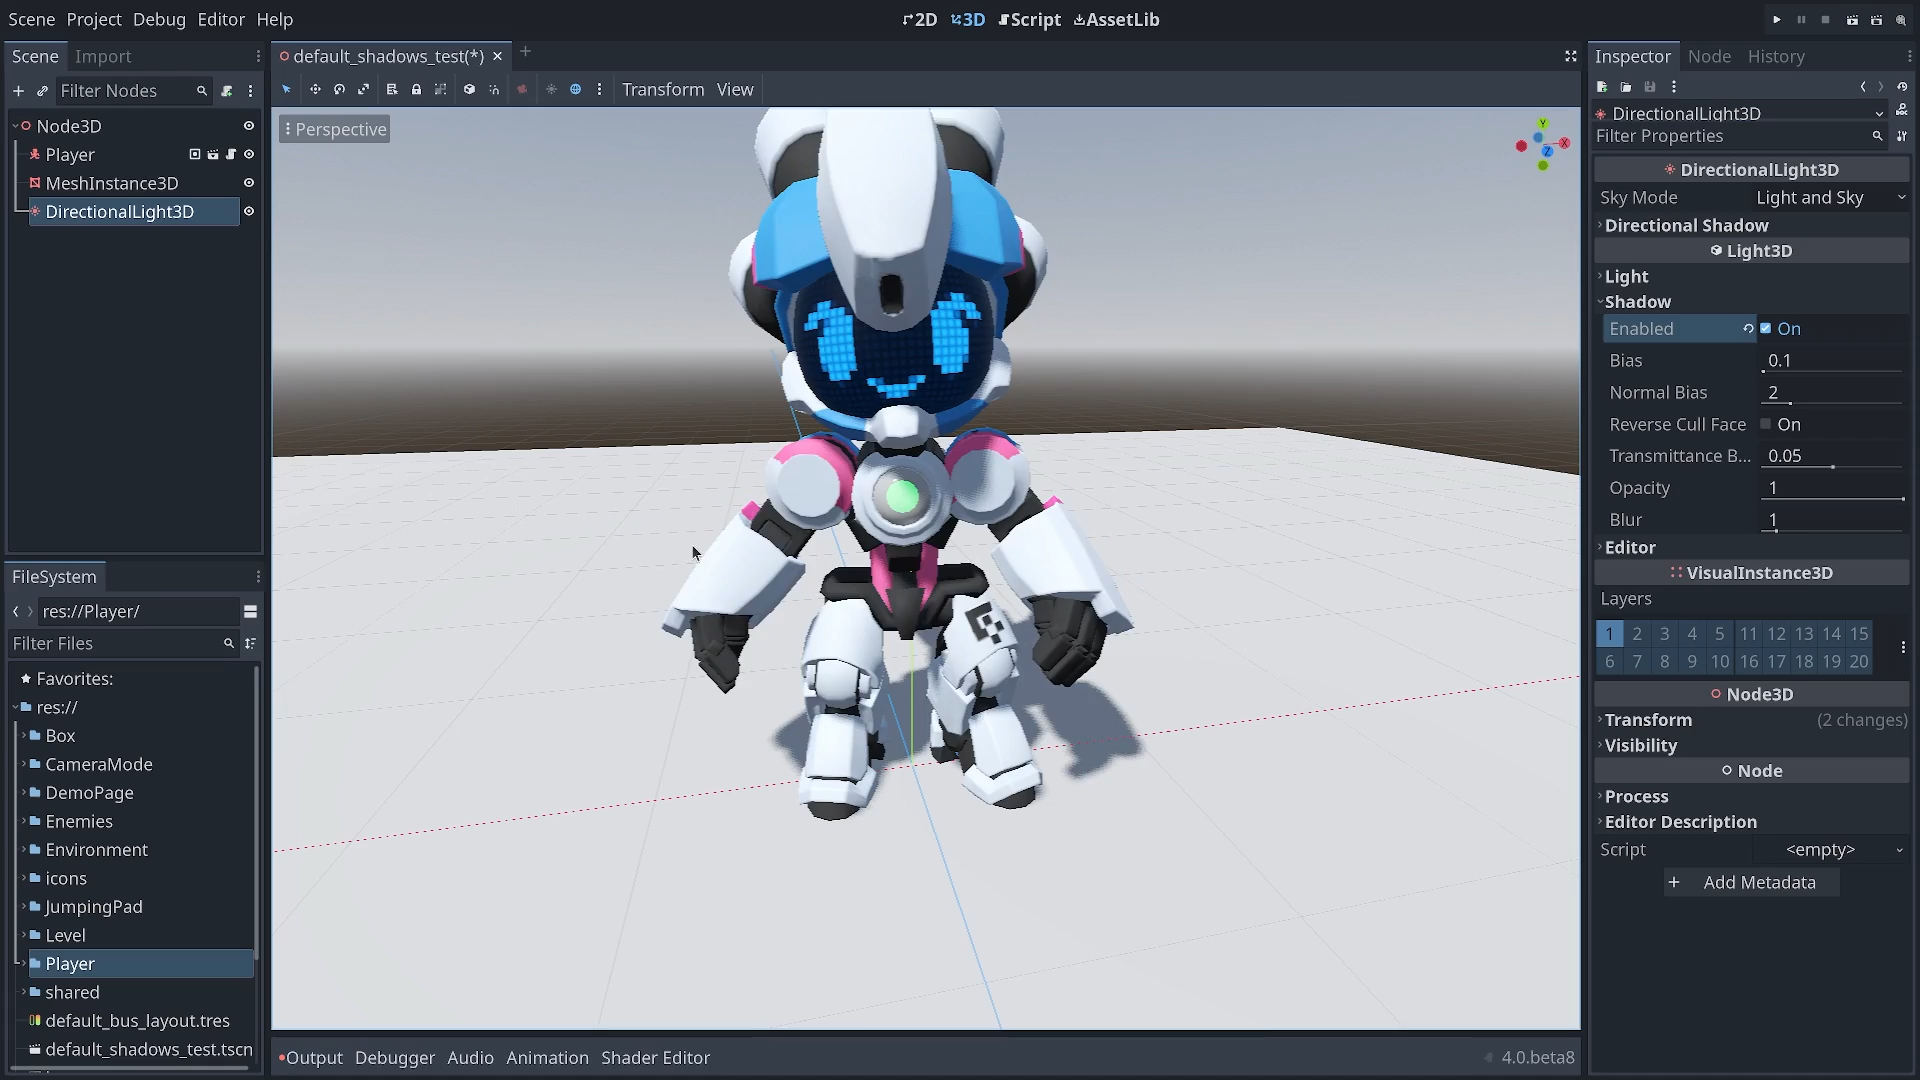 Scene Project Debug Editor Help
2D 3D Script AssetLib
Scene Import
Filter Nodes
Node3D
Player
MeshInstance3D
DirectionalLight3D
FileSystem
res://Player/
Filter Files
Favorites:
res://
Box
CameraMode
DemoPage
Enemies
Environment
icons
JumpingPad
Level
Player
shared
default_bus_layout.tres
default_shadows_test.tscn
default_shadows_test(*)
Transform View
Perspective
Y
X
Z
Output Debugger Audio Animation Shader Editor
4.0.beta8
Inspector Node History
DirectionalLight3D
Filter Properties
DirectionalLight3D
Sky Mode Light and Sky
Directional Shadow
Light3D
Light
Shadow
Enabled On
Bias 0.1
Normal Bias 2
Reverse Cull Face On
Transmittance B... 0.05
Opacity 1
Blur 1
Editor
VisualInstance3D
Layers
1 2 3 4 5 11 12 13 14 15
6 7 8 9 10 16 17 18 19 20
Node3D
Transform (2 changes)
Visibility
Node
Process
Editor Description
Script <empty>
Add Metadata